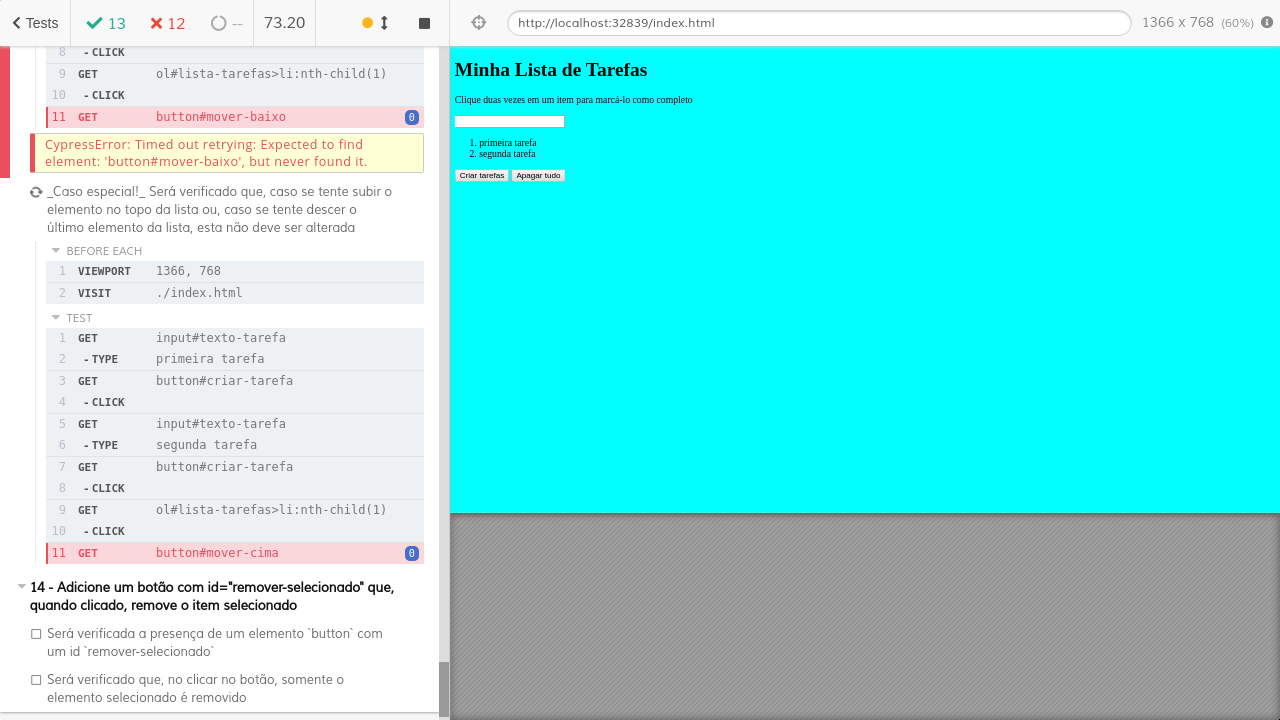 Tests
13
12
--
73.20
http://localhost:32839/index.html
1366 x 768 (60%)
8 - CLICK
9 GET ol#lista-tarefas>li:nth-child(1)
10 - CLICK
11 GET button#mover-baixo 0
CypressError: Timed out retrying: Expected to find
element: 'button#mover-baixo', but never found it.
_Caso especial!_ Será verificado que, caso se tente subir o
elemento no topo da lista ou, caso se tente descer o
último elemento da lista, esta não deve ser alterada
BEFORE EACH
1 VIEWPORT 1366, 768
2 VISIT ./index.html
TEST
1 GET input#texto-tarefa
2 - TYPE primeira tarefa
3 GET button#criar-tarefa
4 - CLICK
5 GET input#texto-tarefa
6 - TYPE segunda tarefa
7 GET button#criar-tarefa
8 - CLICK
9 GET ol#lista-tarefas>li:nth-child(1)
10 - CLICK
11 GET button#mover-cima 0
14 - Adicione um botão com id="remover-selecionado" que,
quando clicado, remove o item selecionado
Será verificada a presença de um elemento `button` com
um id `remover-selecionado`
Será verificado que, no clicar no botão, somente o
elemento selecionado é removido
Minha Lista de Tarefas
Clique duas vezes em um item para marcá-lo como completo
1. primeira tarefa
2. segunda tarefa
Criar tarefas Apagar tudo